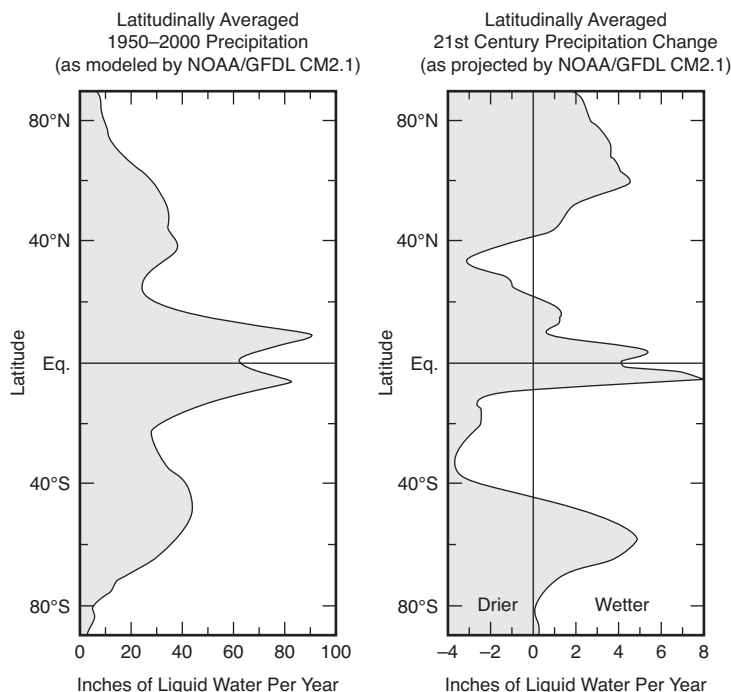 Latitudinally Averaged
1950–2000 Precipitation
(as modeled by NOAA/GFDL CM2.1)
80°N
40°N
Eq.
40°S
80°S
Latitude
0 20 40 60 80 100
Inches of Liquid Water Per Year
Latitudinally Averaged
21st Century Precipitation Change
(as projected by NOAA/GFDL CM2.1)
80°N
40°N
Eq.
40°S
80°S
Latitude
Drier Wetter
–4 –2 0 2 4 6 8
Inches of Liquid Water Per Year